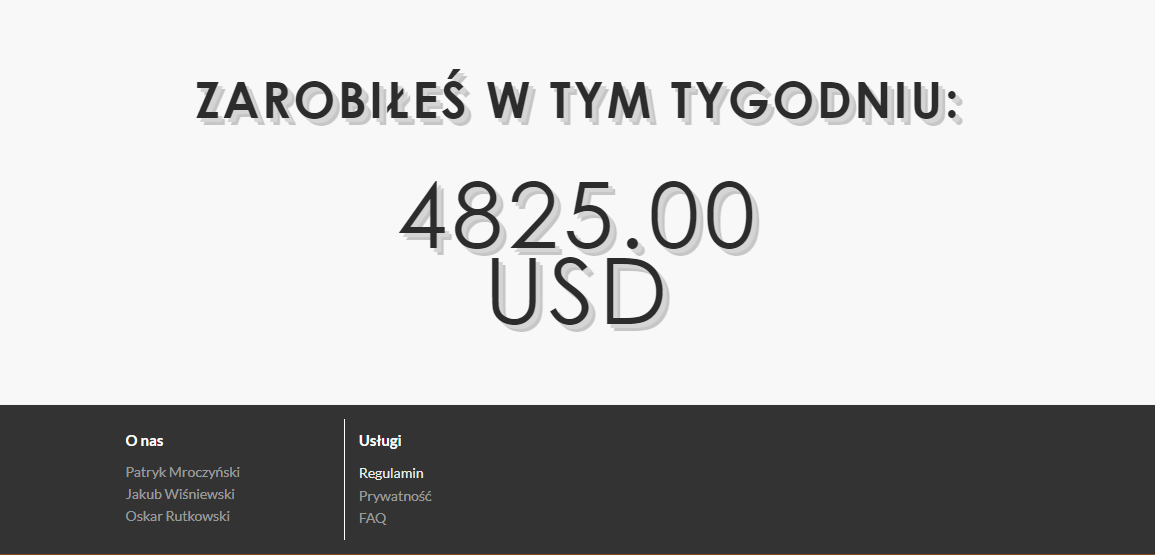 ZAROBIŁEŚ W TYM TYGODNIU:
4825.00
USD
O nas
Patryk Mroczyński
Jakub Wiśniewski
Oskar Rutkowski
Usługi
Regulamin
Prywatność
FAQ